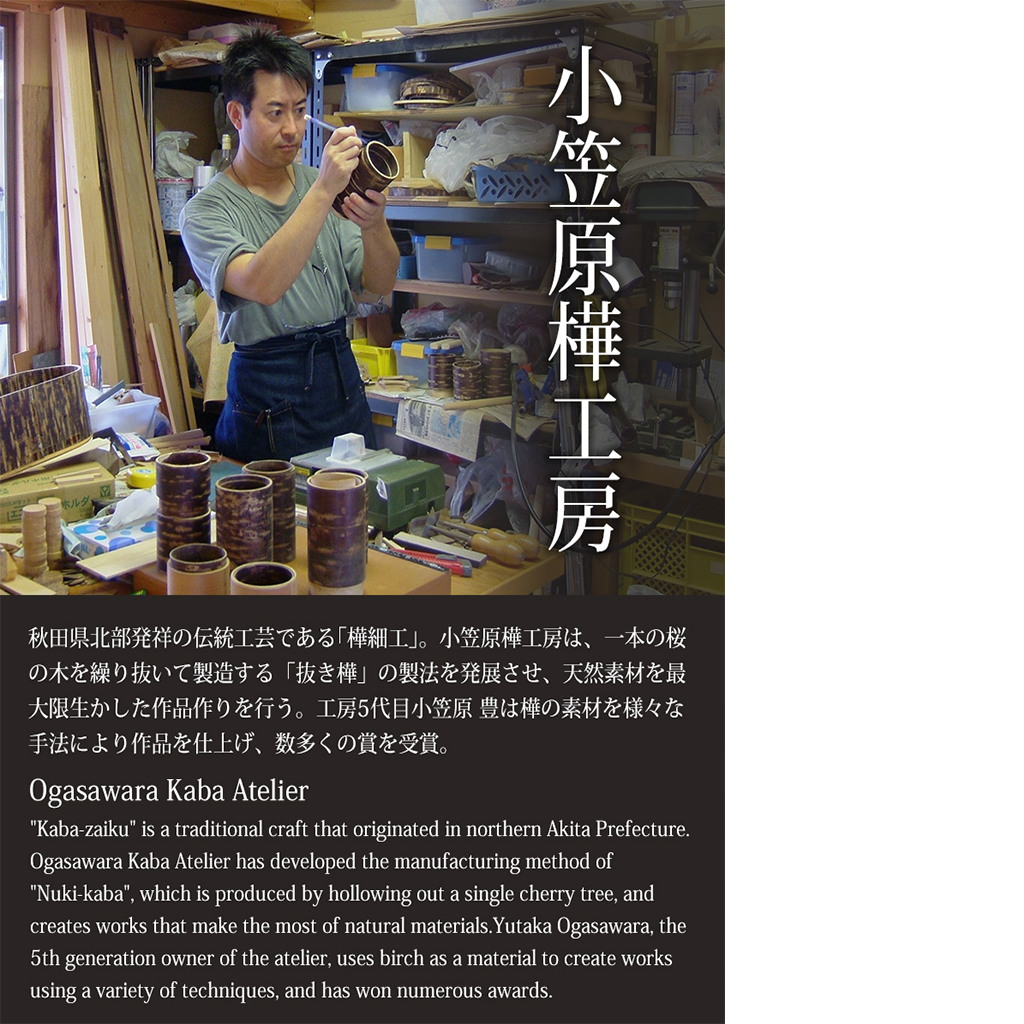 小笠原樺工房
秋田県北部発祥の伝統工芸である「樺細工」。小笠原樺工房は、一本の桜
の木を繰り抜いて製造する「抜き樺」の製法を発展させ、天然素材を最
大限生かした作品作りを行う。工房5代目小笠原 豊は樺の素材を様々な
手法により作品を仕上げ、数多くの賞を受賞。
Ogasawara Kaba Atelier
"Kaba-zaiku" is a traditional craft that originated in northern Akita Prefecture.
Ogasawara Kaba Atelier has developed the manufacturing method of
"Nuki-kaba", which is produced by hollowing out a single cherry tree, and
creates works that make the most of natural materials.Yutaka Ogasawara, the
5th generation owner of the atelier, uses birch as a material to create works
using a variety of techniques, and has won numerous awards.